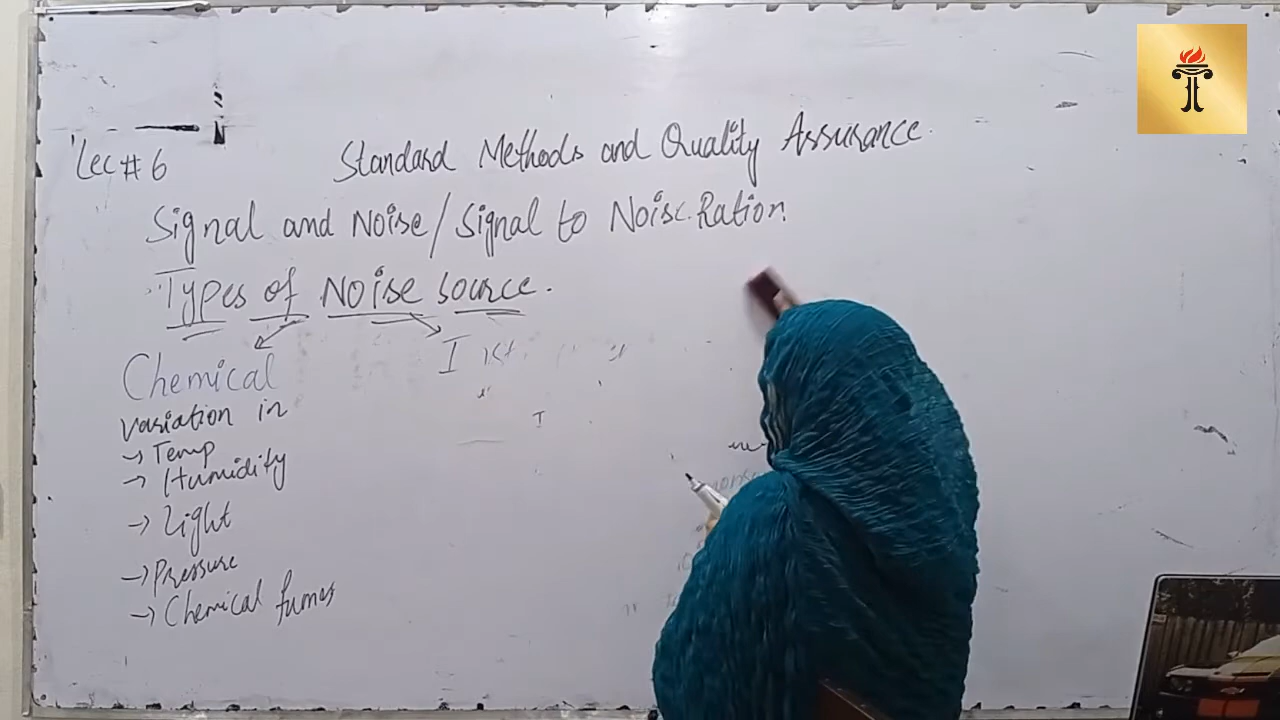 Lec # 6
Standard Methods and Quality Assurance.
Signal and Noise/Signal to Noise Ration
Types of Noise source.
Chemical
variation in
→ Temp
→ Humidity
→ Light
→ Pressure
→ Chemical fumes